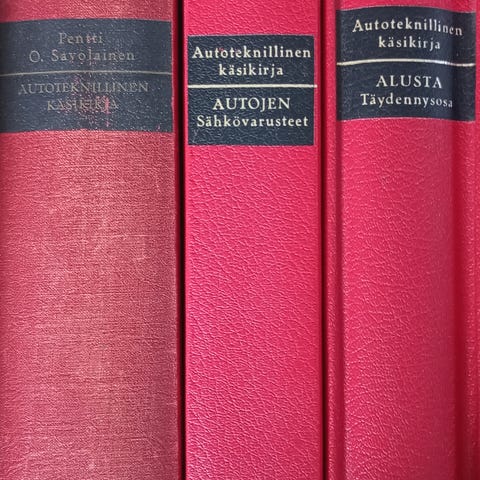 Pentti
O. Savolainen
AUTOTEKNILLINEN
KÄSIKIRJA
Autoteknillinen
käsikirja
AUTOJEN
Sähkövarusteet
Autoteknillinen
käsikirja
ALUSTA
Täydennysosa